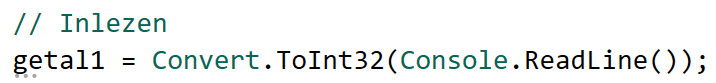 // Inlezen
getal1 = Convert.ToInt32(Console.ReadLine());